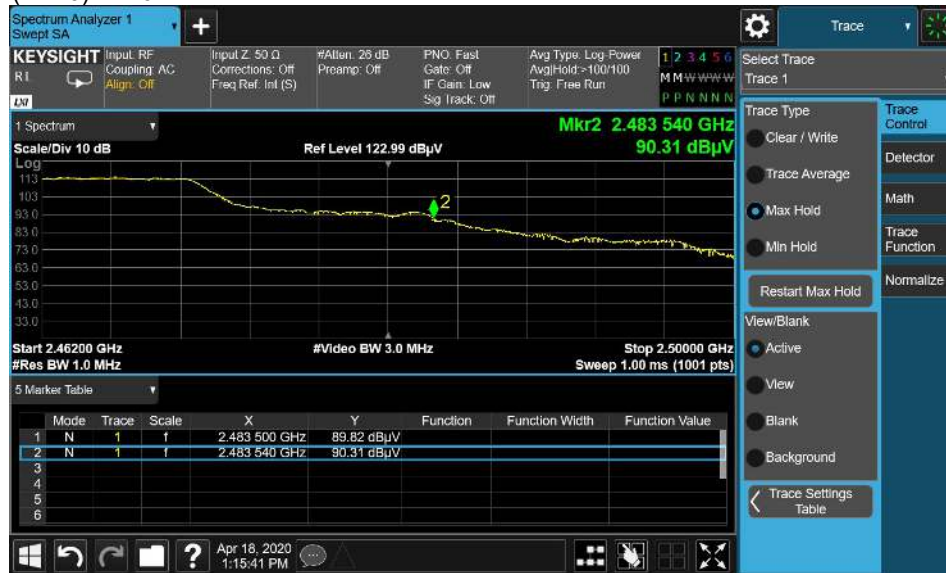 Spectrum Analyzer 1
Swept SA
Trace
KEYSIGHT
RL
LXI
Input: RF
Coupling: AC
Align: Off
Input Z: 50 Ω
Corrections: Off
Freq Ref: Int (S)
#Atten: 26 dB
Preamp: Off
PNO: Fast
Gate: Off
IF Gain: Low
Sig Track: Off
Avg Type: Log-Power
Avg|Hold:>100/100
Trig: Free Run
1 2 3 4 5 6
M M W W W W
P P N N N N
Select Trace
Trace 1
1 Spectrum
Mkr2 2.483 540 GHz
Scale/Div 10 dB
Ref Level 122.99 dBµV
90.31 dBµV
Log
113
103
93.0
83.0
73.0
63.0
53.0
43.0
33.0
2
Start 2.46200 GHz
#Video BW 3.0 MHz
Stop 2.50000 GHz
#Res BW 1.0 MHz
Sweep 1.00 ms (1001 pts)
5 Marker Table
Mode Trace Scale X Y Function Function Width Function Value
1 N 1 f 2.483 500 GHz 89.82 dBµV
2 N 1 f 2.483 540 GHz 90.31 dBµV
3
4
5
6
Trace Type
Clear / Write
Trace Average
Max Hold
Min Hold
Restart Max Hold
View/Blank
Active
View
Blank
Background
Trace Settings
Table
Trace
Control
Detector
Math
Trace
Function
Normalize
Apr 18, 2020
1:15:41 PM